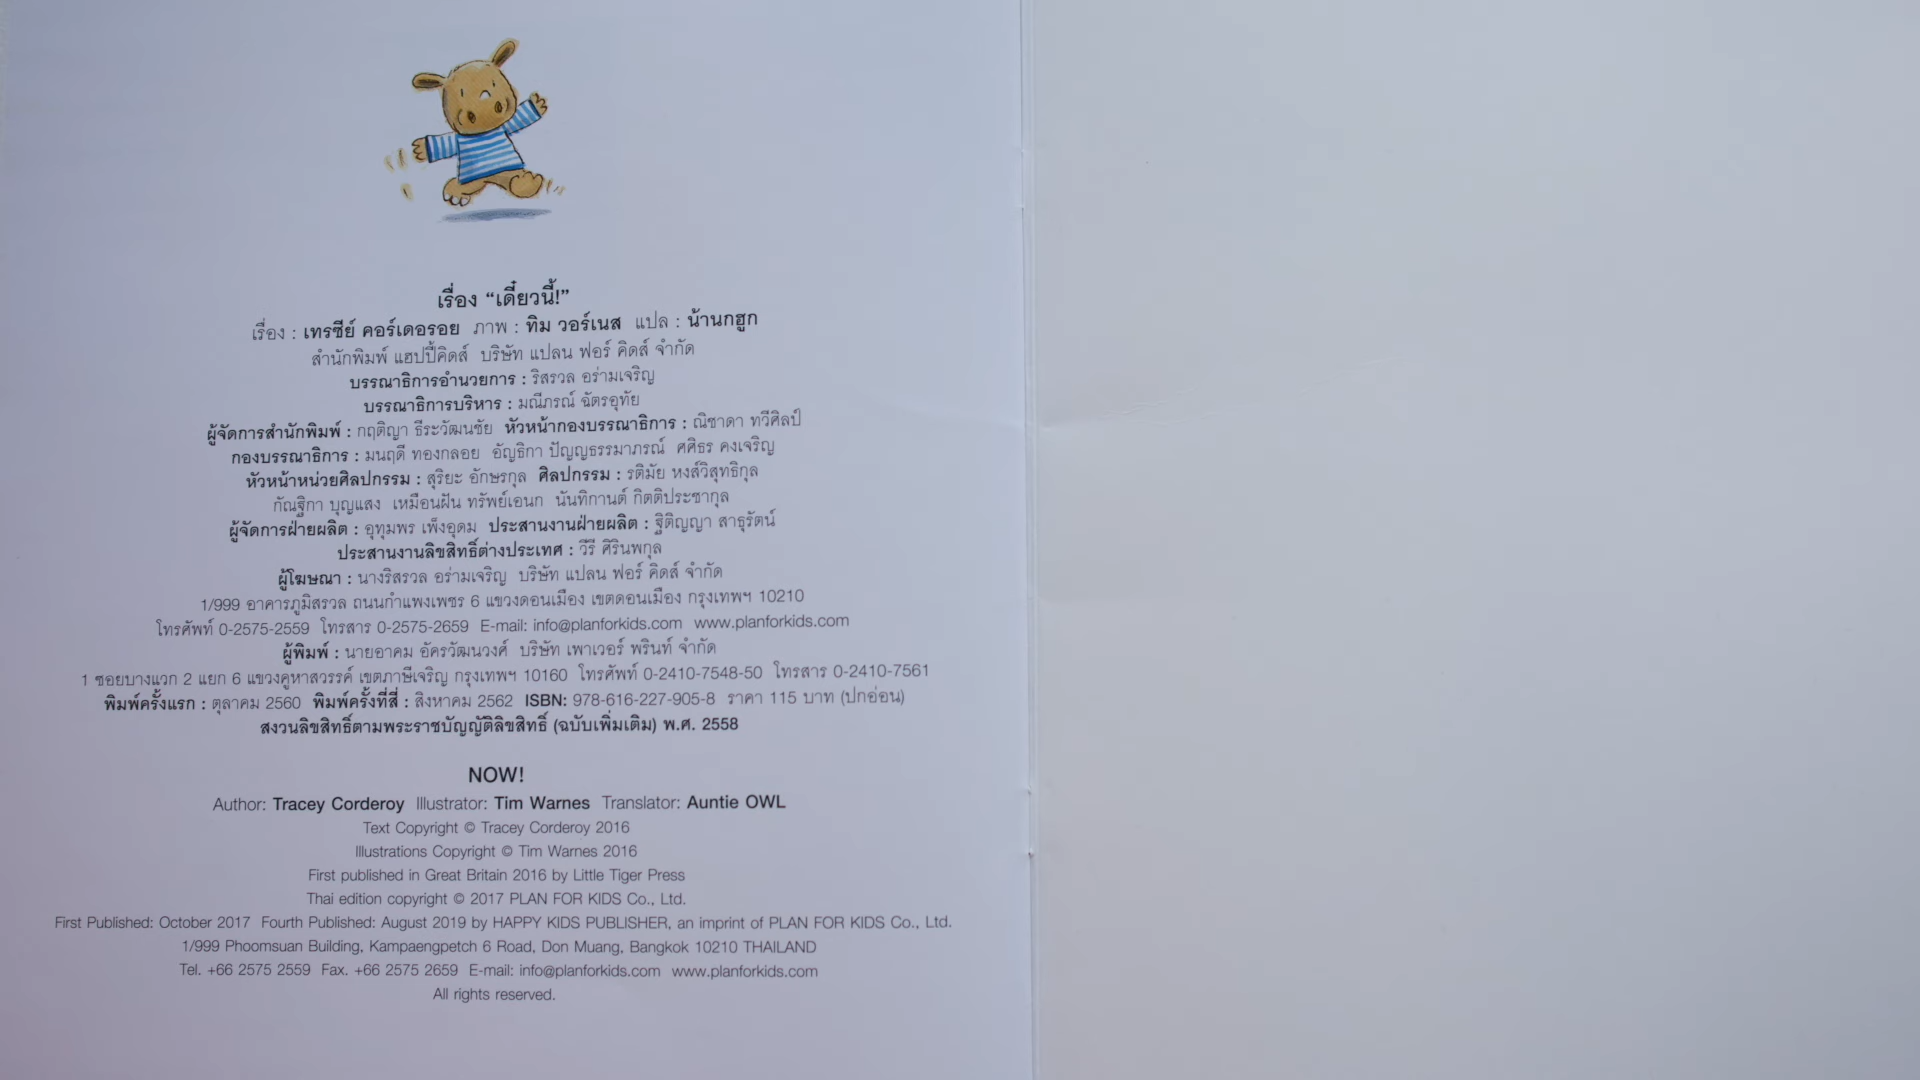 เรื่อง “เดี๋ยวนี้!”
เรื่อง : เทรซีย์ คอร์เดอรอย ภาพ : ทิม วอร์เนส แปล : น้านกฮูก
สำนักพิมพ์ แฮปปี้คิดส์ บริษัท แปลน ฟอร์ คิดส์ จำกัด
บรรณาธิการอำนวยการ : ริสรวล อร่ามเจริญ
บรรณาธิการบริหาร : มณีภรณ์ ฉัตรอุทัย
ผู้จัดการสำนักพิมพ์ : กฤติญา ธีระวัฒนชัย หัวหน้ากองบรรณาธิการ : ณิชาดา ทวีศิลป์
กองบรรณาธิการ : มนฤดี ทองกลอย อัญธิกา ปัญญธรรมาภรณ์ ศศิธร คงเจริญ
หัวหน้าหน่วยศิลปกรรม : สุริยะ อักษรกุล ศิลปกรรม : รติมัย หงส์วิสุทธิกุล
กัณฐิกา บุญแสง เหมือนฝัน ทรัพย์เอนก นันทิกานต์ กิตติประชากุล
ผู้จัดการฝ่ายผลิต : อุทุมพร เพ็งอุดม ประสานงานฝ่ายผลิต : ฐิติญญา สาธุรัตน์
ประสานงานลิขสิทธิ์ต่างประเทศ : วีรี ศิรินพกุล
ผู้โฆษณา : นางริสรวล อร่ามเจริญ บริษัท แปลน ฟอร์ คิดส์ จำกัด
1/999 อาคารภูมิสรวล ถนนกำแพงเพชร 6 แขวงดอนเมือง เขตดอนเมือง กรุงเทพฯ 10210
โทรศัพท์ 0-2575-2559 โทรสาร 0-2575-2659 E-mail: info@planforkids.com www.planforkids.com
ผู้พิมพ์ : นายอาคม อัครวัฒนวงศ์ บริษัท เพาเวอร์ พรินท์ จำกัด
1 ซอยบางแวก 2 แยก 6 แขวงคูหาสวรรค์ เขตภาษีเจริญ กรุงเทพฯ 10160 โทรศัพท์ 0-2410-7548-50 โทรสาร 0-2410-7561
พิมพ์ครั้งแรก : ตุลาคม 2560 พิมพ์ครั้งที่สี่ : สิงหาคม 2562 ISBN: 978-616-227-905-8 ราคา 115 บาท (ปกอ่อน)
สงวนลิขสิทธิ์ตามพระราชบัญญัติลิขสิทธิ์ (ฉบับเพิ่มเติม) พ.ศ. 2558
NOW!
Author: Tracey Corderoy Illustrator: Tim Warnes Translator: Auntie OWL
Text Copyright © Tracey Corderoy 2016
Illustrations Copyright © Tim Warnes 2016
First published in Great Britain 2016 by Little Tiger Press
Thai edition copyright © 2017 PLAN FOR KIDS Co., Ltd.
First Published: October 2017 Fourth Published: August 2019 by HAPPY KIDS PUBLISHER, an imprint of PLAN FOR KIDS Co., Ltd.
1/999 Phoomsuan Building, Kampaengpetch 6 Road, Don Muang, Bangkok 10210 THAILAND
Tel. +66 2575 2559 Fax. +66 2575 2659 E-mail: info@planforkids.com www.planforkids.com
All rights reserved.